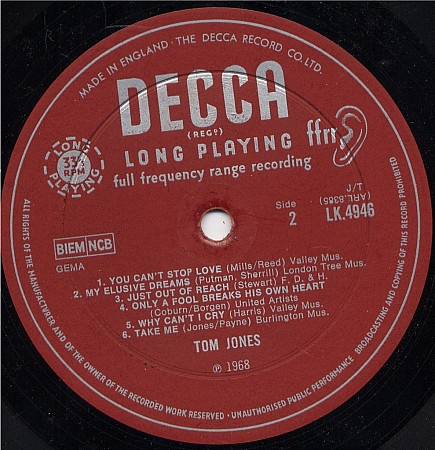 MADE IN ENGLAND · THE DECCA RECORD CO. LTD.
DECCA
(REGD)
LONG PLAYING ffrr
full frequency range recording
LONG PLAYING
33⅓
RPM
Side
2
J/T
(ARL.8385)
LK.4946
BIEM NCB
GEMA
1. YOU CAN'T STOP LOVE (Mills/Reed) Valley Mus.
2. MY ELUSIVE DREAMS (Putman, Sherrill) London Tree Mus.
3. JUST OUT OF REACH (Stewart) F. D. & H.
4. ONLY A FOOL BREAKS HIS OWN HEART
(Coburn/Borgen) United Artists
5. WHY CAN'T I CRY (Harris) Valley Mus.
6. TAKE ME (Jones/Payne) Burlington Mus.
TOM JONES
℗ 1968
ALL RIGHTS OF THE MANUFACTURER AND OF THE OWNER OF THE RECORDED WORK RESERVED · UNAUTHORISED PUBLIC PERFORMANCE BROADCASTING AND COPYING OF THIS RECORD PROHIBITED